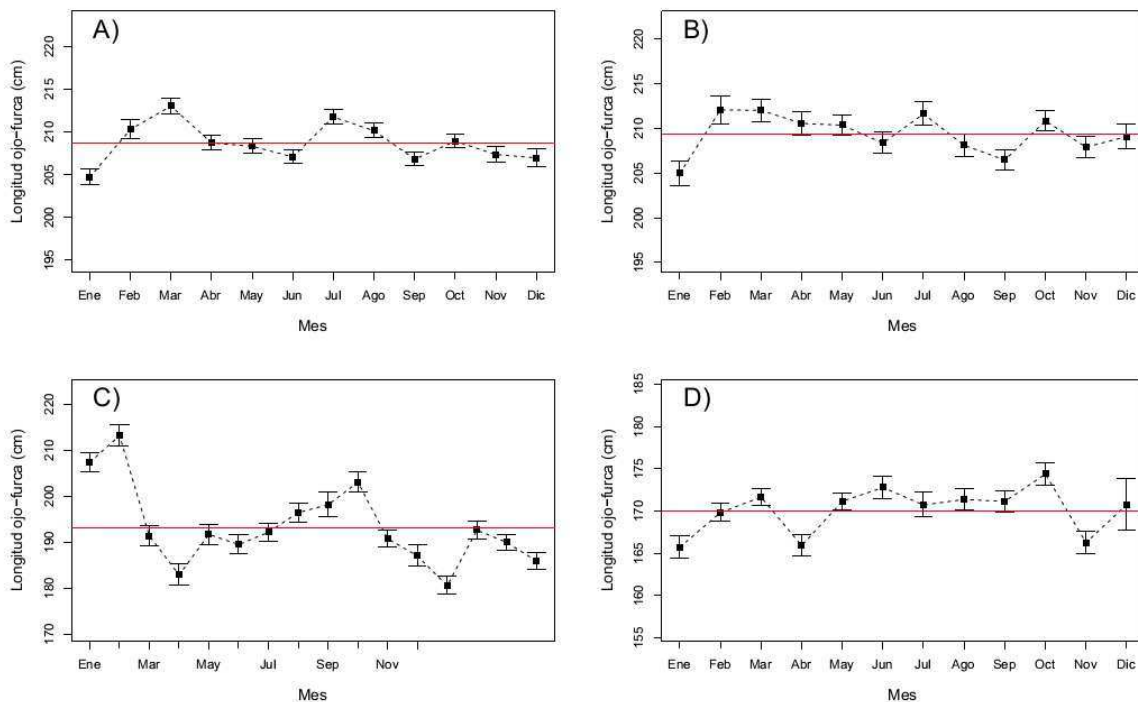 A)
Longitud ojo-furca (cm)
220
215
210
205
200
195
Ene Feb Mar Abr May Jun Jul Ago Sep Oct Nov Dic
Mes
B)
Longitud ojo-furca (cm)
220
215
210
205
200
195
Ene Feb Mar Abr May Jun Jul Ago Sep Oct Nov Dic
Mes
C)
Longitud ojo-furca (cm)
220
210
200
190
180
170
Ene Mar May Jul Sep Nov
Mes
D)
Longitud ojo-furca (cm)
185
180
175
170
165
160
155
Ene Feb Mar Abr May Jun Jul Ago Sep Oct Nov Dic
Mes